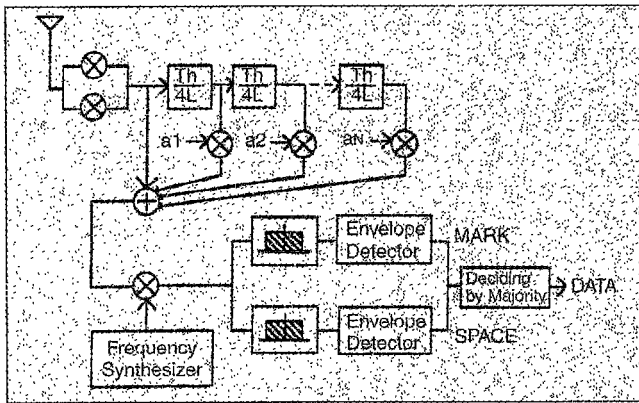 Th
4L
Th
4L
Th
4L
a1
a2
aN
Envelope
Detector
MARK
Deciding
by Majority
DATA
Envelope
Detector
SPACE
Frequency
Synthesizer